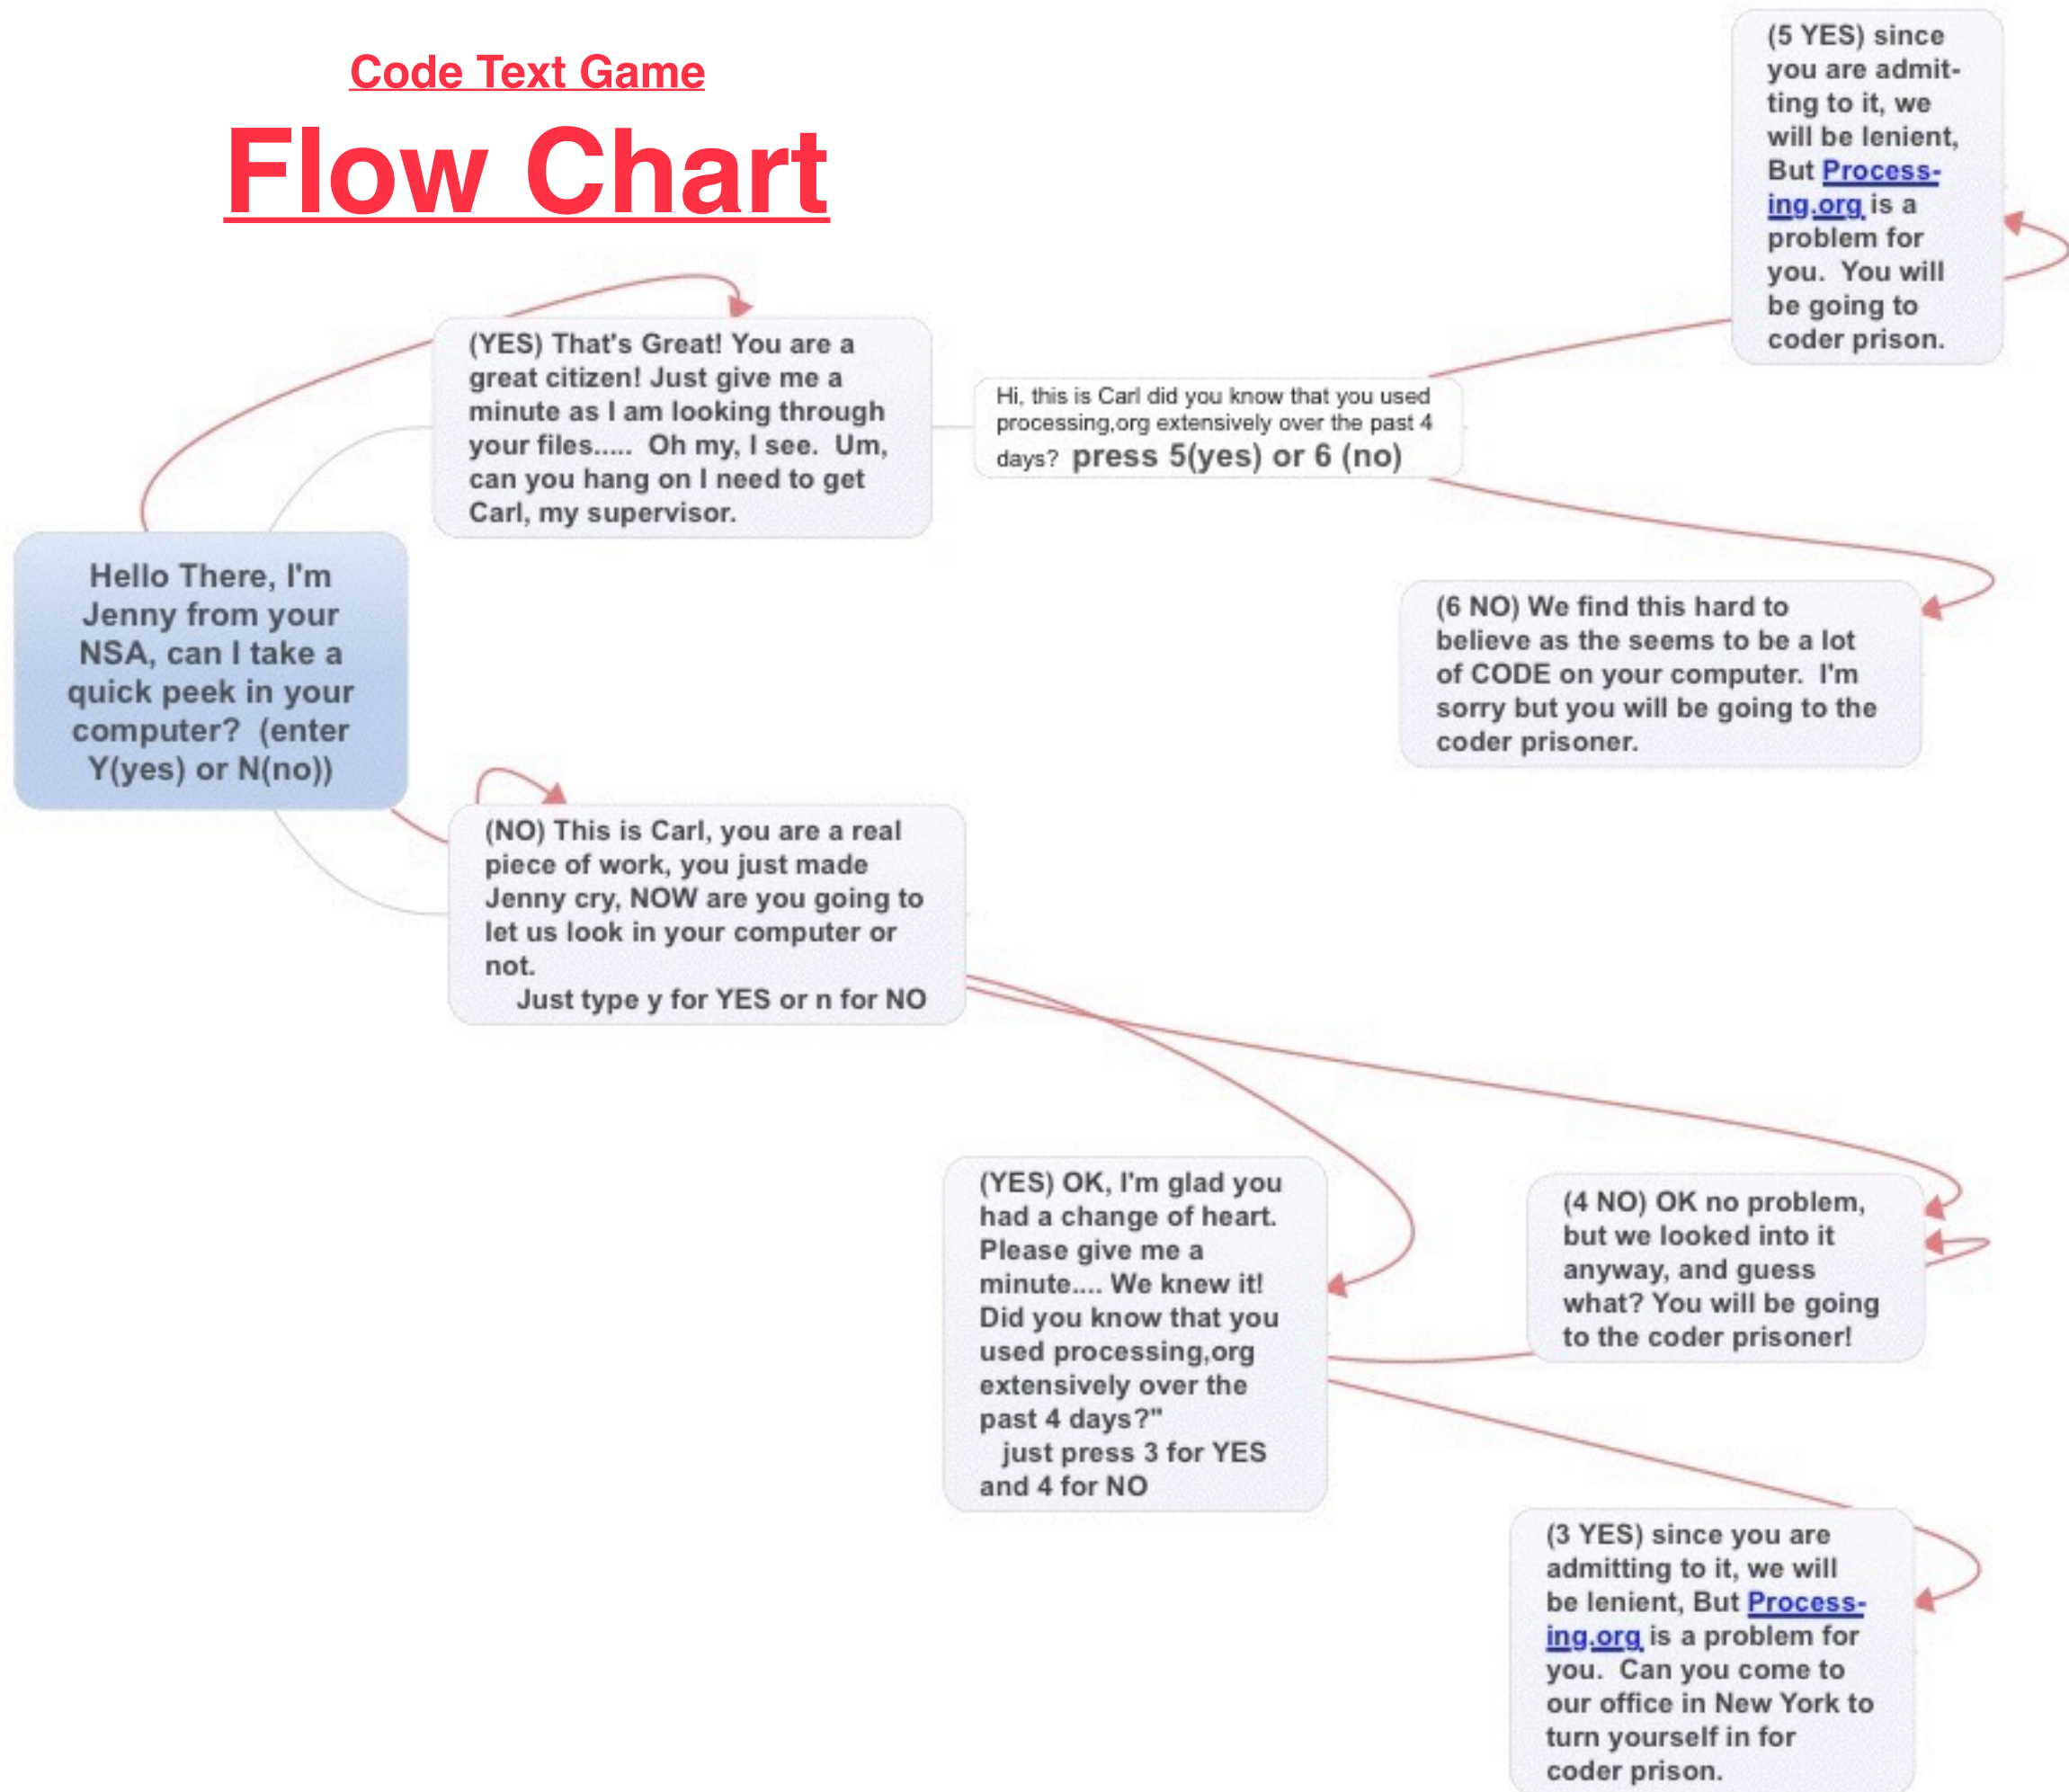 Code Text Game
Flow Chart
(5 YES) since
you are admit-
ting to it, we
will be lenient,
But Process-
ing.org is a
problem for
you.  You will
be going to
coder prison.
(YES) That's Great! You are a
great citizen! Just give me a
minute as I am looking through
your files.....  Oh my, I see.  Um,
can you hang on I need to get
Carl, my supervisor.
Hi, this is Carl did you know that you used
processing,org extensively over the past 4
days?  press 5(yes) or 6 (no)
Hello There, I'm
Jenny from your
NSA, can I take a
quick peek in your
computer?  (enter
Y(yes) or N(no))
(6 NO) We find this hard to
believe as the seems to be a lot
of CODE on your computer.  I'm
sorry but you will be going to the
coder prisoner.
(NO) This is Carl, you are a real
piece of work, you just made
Jenny cry, NOW are you going to
let us look in your computer or
not.
Just type y for YES or n for NO
(YES) OK, I'm glad you
had a change of heart.
Please give me a
minute.... We knew it!
Did you know that you
used processing,org
extensively over the
past 4 days?"
just press 3 for YES
and 4 for NO
(4 NO) OK no problem,
but we looked into it
anyway, and guess
what? You will be going
to the coder prisoner!
(3 YES) since you are
admitting to it, we will
be lenient, But Process-
ing.org is a problem for
you.  Can you come to
our office in New York to
turn yourself in for
coder prison.